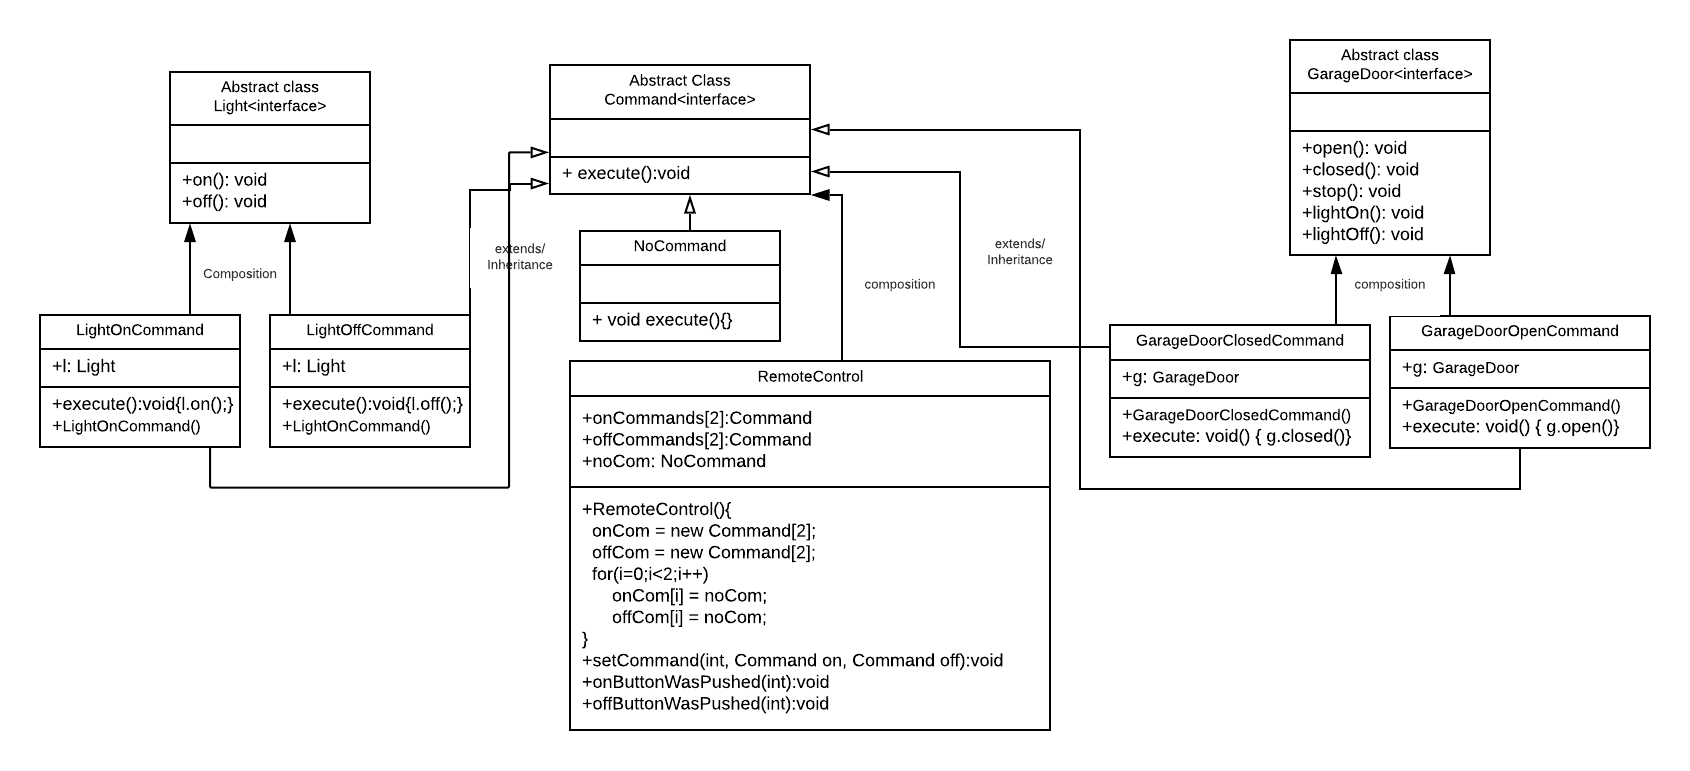 Abstract class
Light<interface>
+on(): void
+off(): void
Abstract Class
Command<interface>
+ execute():void
Abstract class
GarageDoor<interface>
+open(): void
+closed(): void
+stop(): void
+lightOn(): void
+lightOff(): void
Composition
extends/
Inheritance
NoCommand
+ void execute(){}
composition
extends/
Inheritance
composition
LightOnCommand
+l: Light
+execute():void{l.on();}
+LightOnCommand()
LightOffCommand
+l: Light
+execute():void{l.off();}
+LightOnCommand()
RemoteControl
+onCommands[2]:Command
+offCommands[2]:Command
+noCom: NoCommand
+RemoteControl(){
onCom = new Command[2];
offCom = new Command[2];
for(i=0;i<2;i++)
onCom[i] = noCom;
offCom[i] = noCom;
}
+setCommand(int, Command on, Command off):void
+onButtonWasPushed(int):void
+offButtonWasPushed(int):void
GarageDoorClosedCommand
+g: GarageDoor
+GarageDoorClosedCommand()
+execute: void() { g.closed()}
GarageDoorOpenCommand
+g: GarageDoor
+GarageDoorOpenCommand()
+execute: void() { g.open()}